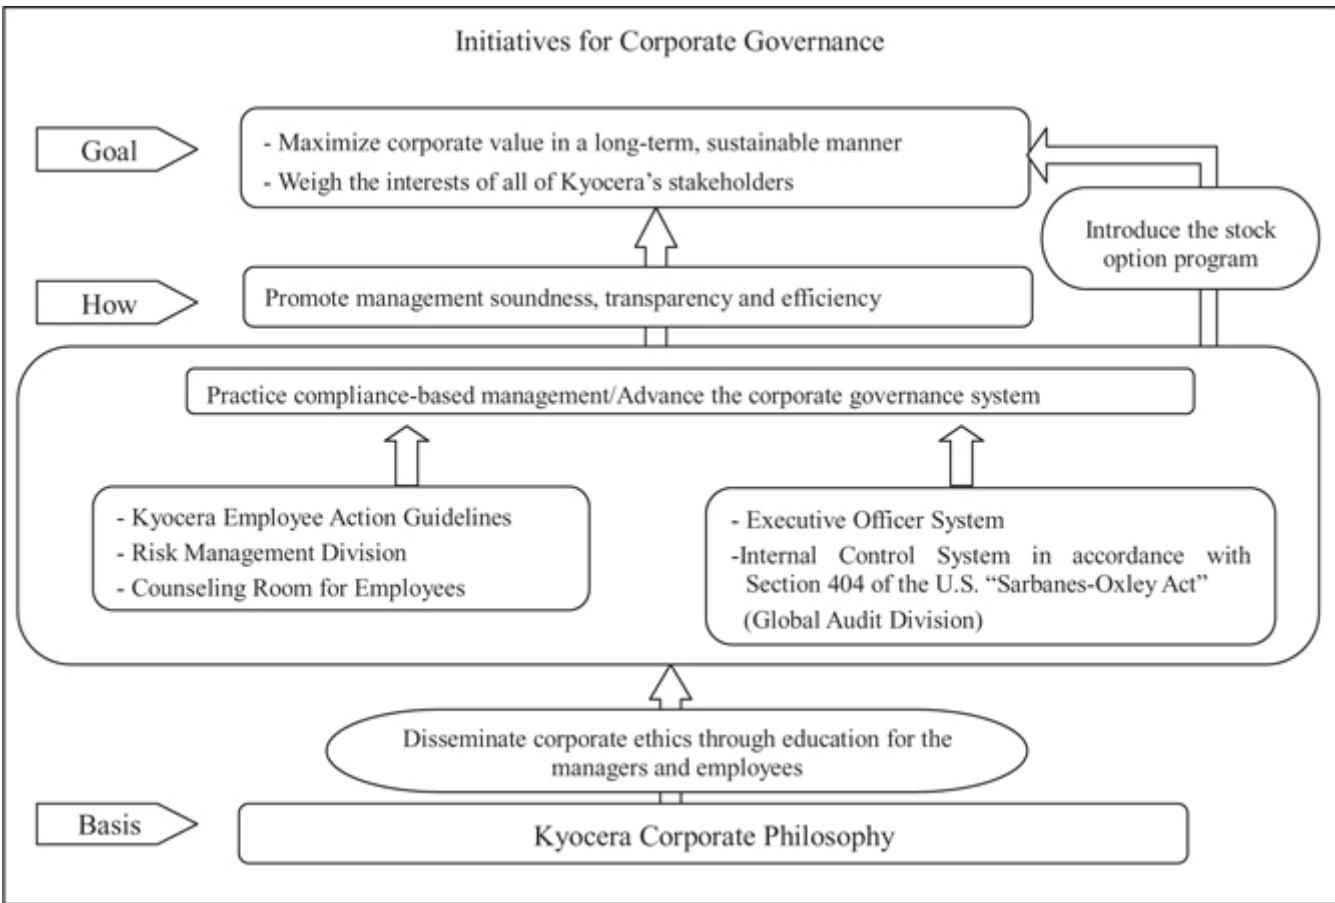 Initiatives for Corporate Governance
Goal
- Maximize corporate value in a long-term, sustainable manner
- Weigh the interests of all of Kyocera’s stakeholders
Introduce the stock
option program
How
Promote management soundness, transparency and efficiency
Practice compliance-based management/Advance the corporate governance system
- Kyocera Employee Action Guidelines
- Risk Management Division
- Counseling Room for Employees
- Executive Officer System
-Internal Control System in accordance with
Section 404 of the U.S. “Sarbanes-Oxley Act”
(Global Audit Division)
Disseminate corporate ethics through education for the
managers and employees
Basis
Kyocera Corporate Philosophy